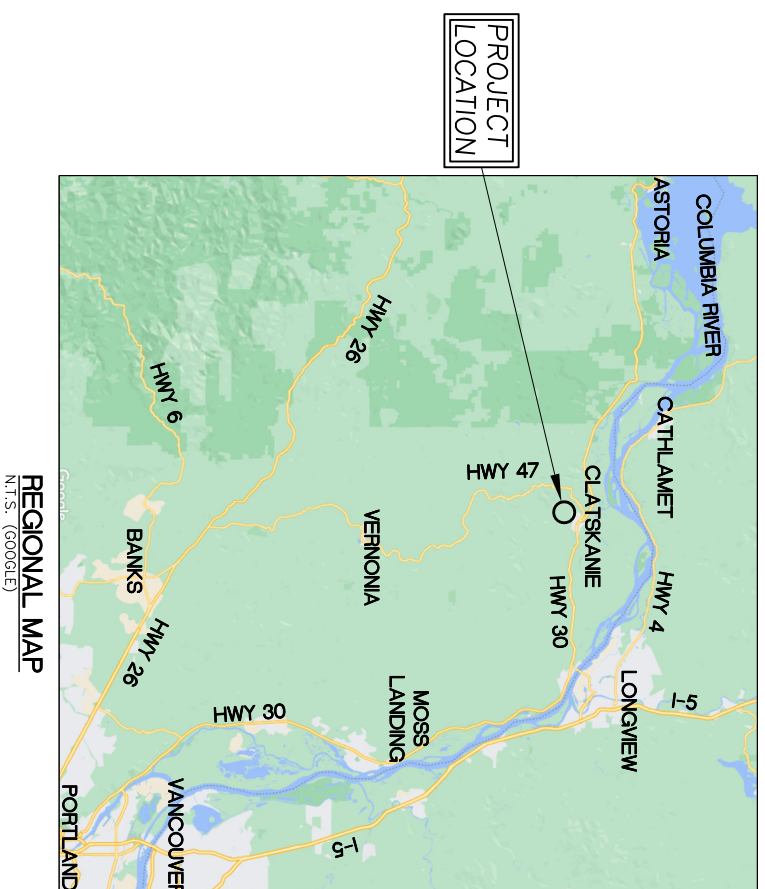 PROJECT
LOCATION
COLUMBIA RIVER
ASTORIA
CATHLAMET
HWY 4
I-5
LONGVIEW
CLATSKANIE
HWY 30
HWY 47
HWY 26
VERNONIA
MOSS
LANDING
HWY 6
HWY 30
BANKS
HWY 26
I-5
VANCOUVER
PORTLAND
Google
REGIONAL MAP
N.T.S. (GOOGLE)